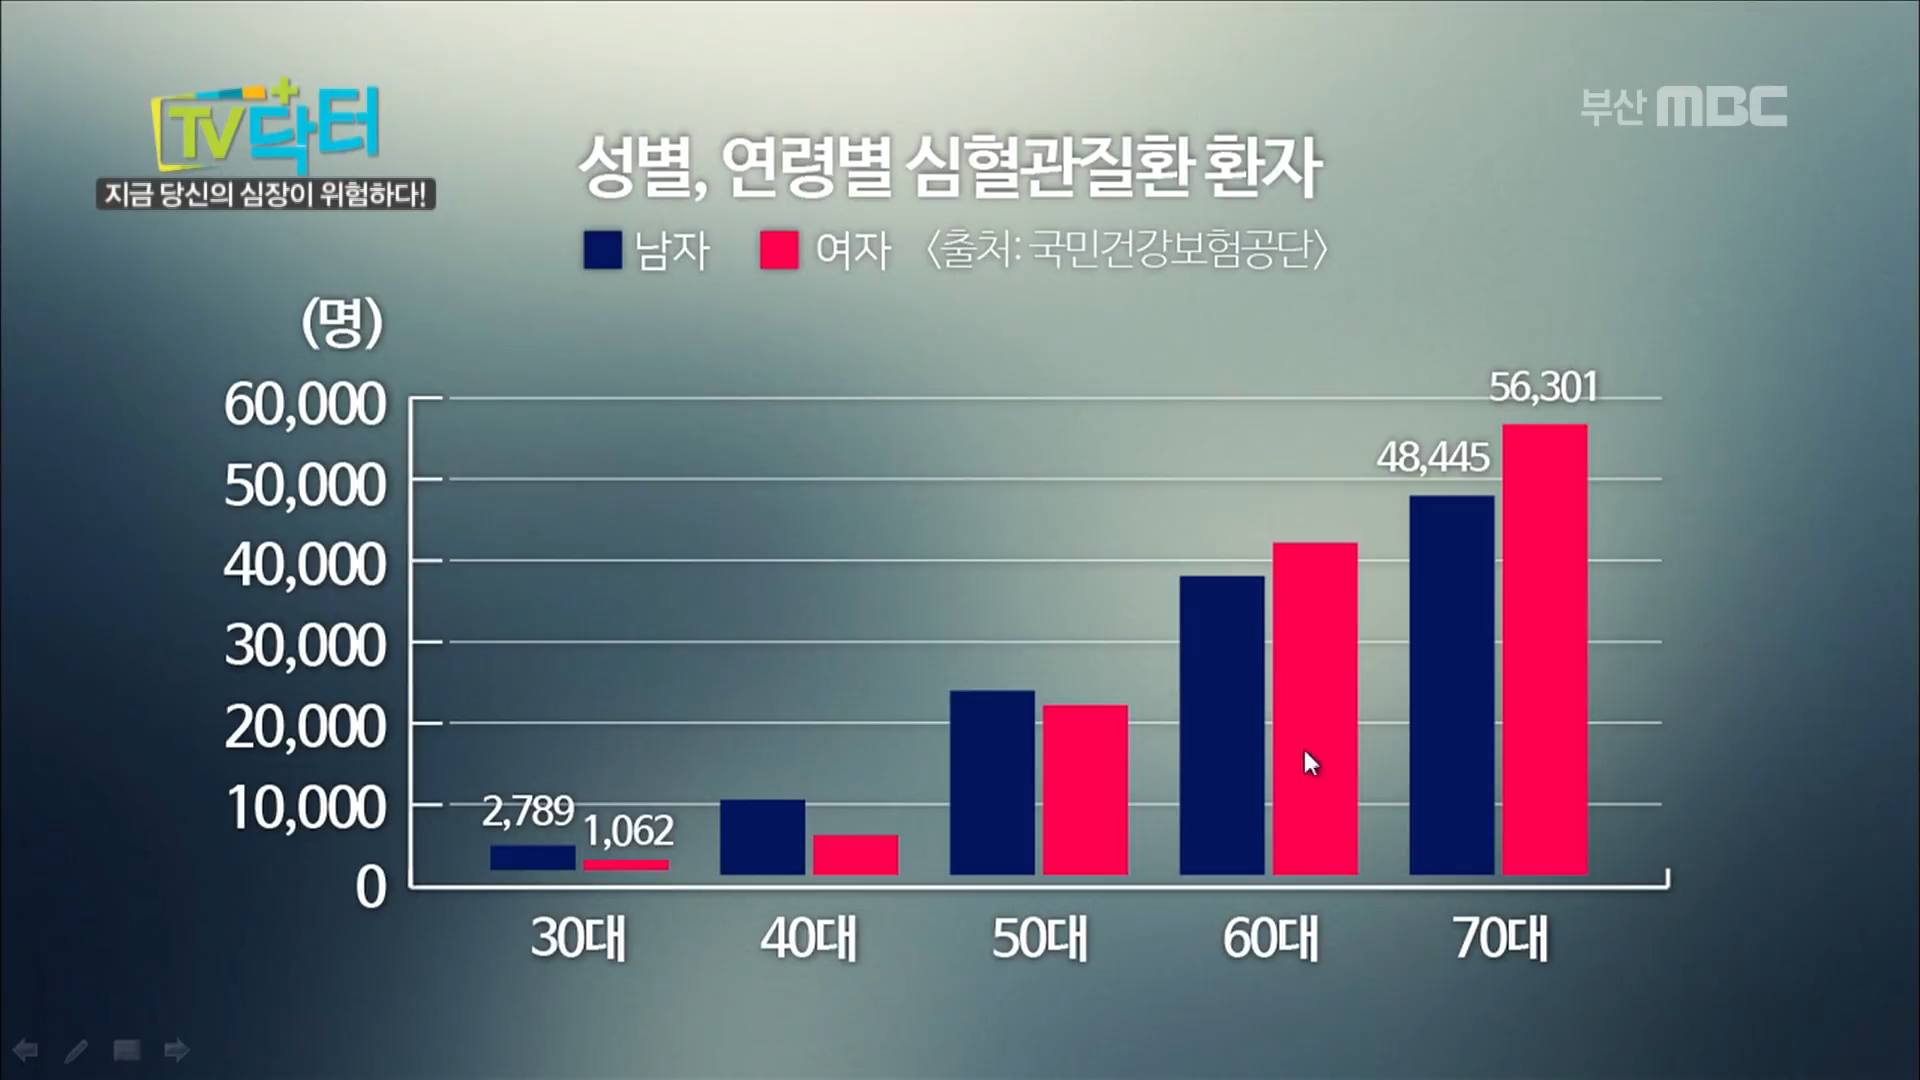 TV닥터
지금 당신의 심장이 위험하다!
부산 MBC
성별, 연령별 심혈관질환 환자
남자 여자 〈출처: 국민건강보험공단〉
(명)
60,000
50,000
40,000
30,000
20,000
10,000
0
56,301
48,445
2,789
1,062
30대 40대 50대 60대 70대